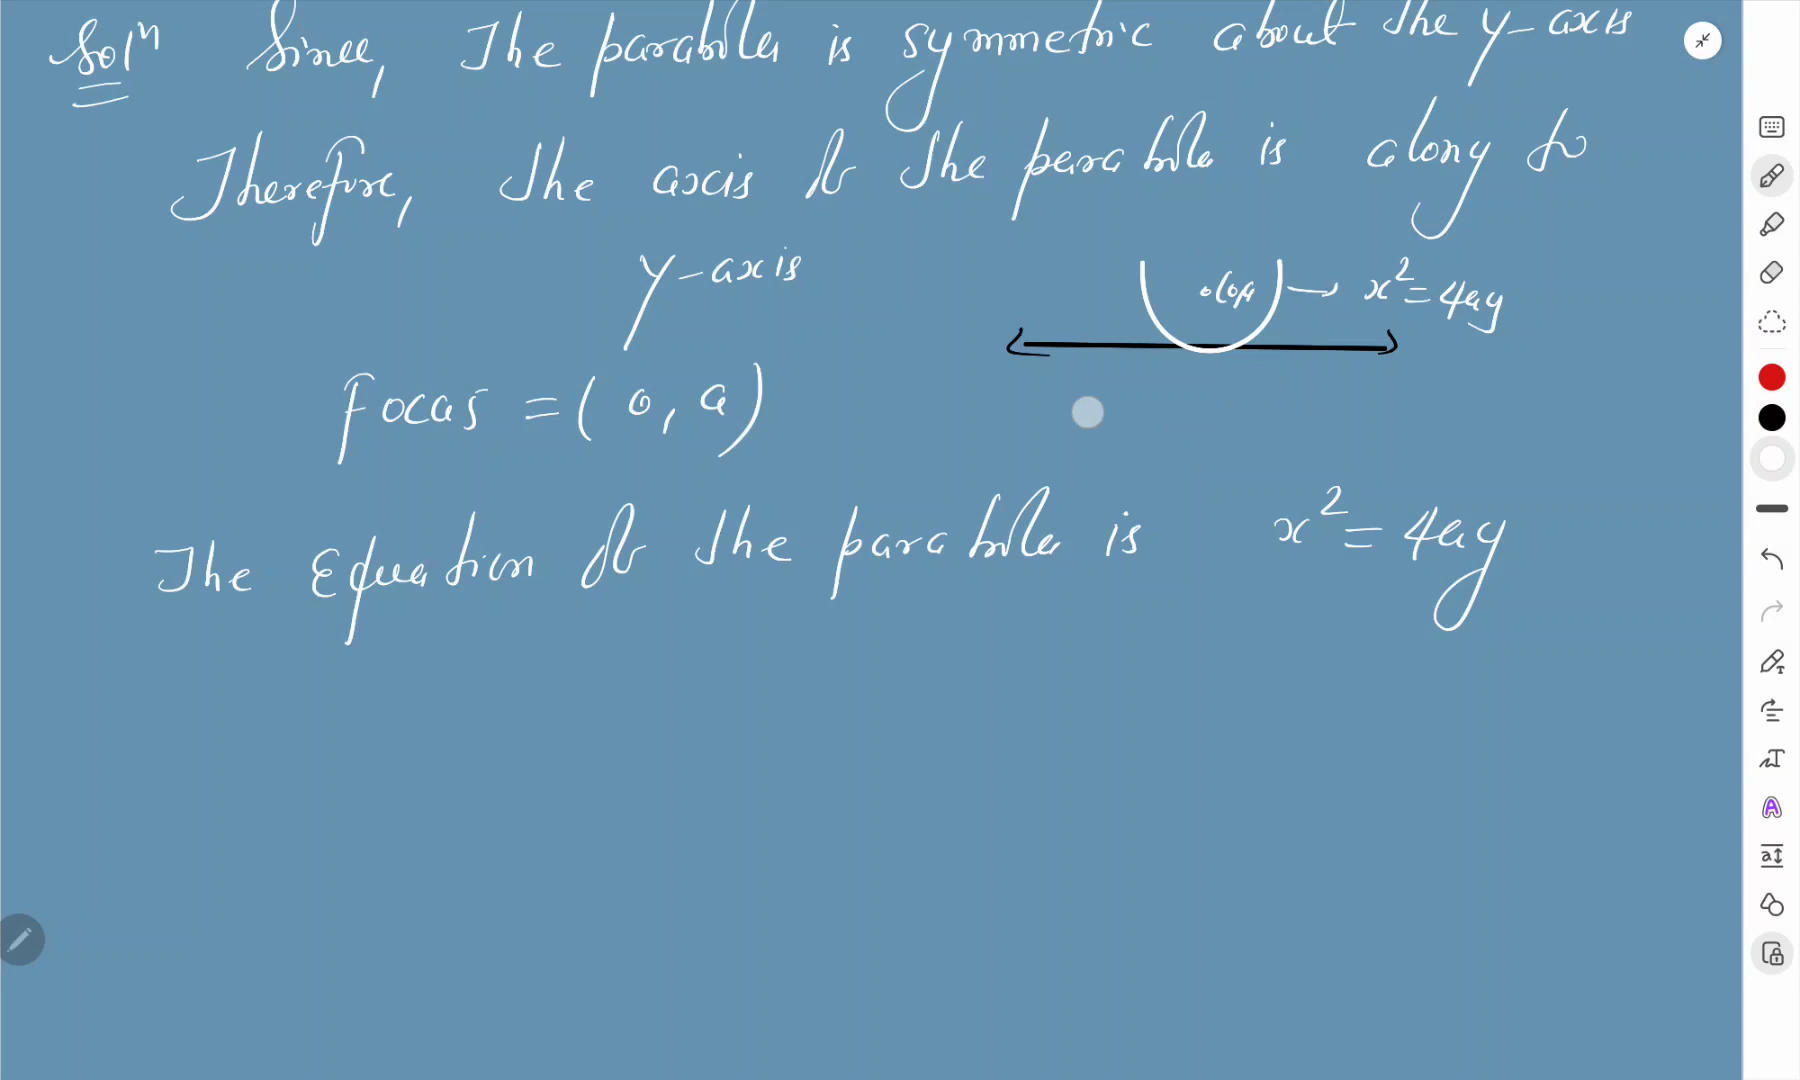 Solⁿ Since, The parabola is symmetric about the y-axis
Therefore, The axis of The parabola is along to
y-axis
(0,a) → x² = 4ay
Focus = (0, a)
The Equation of The parabola is x² = 4ay